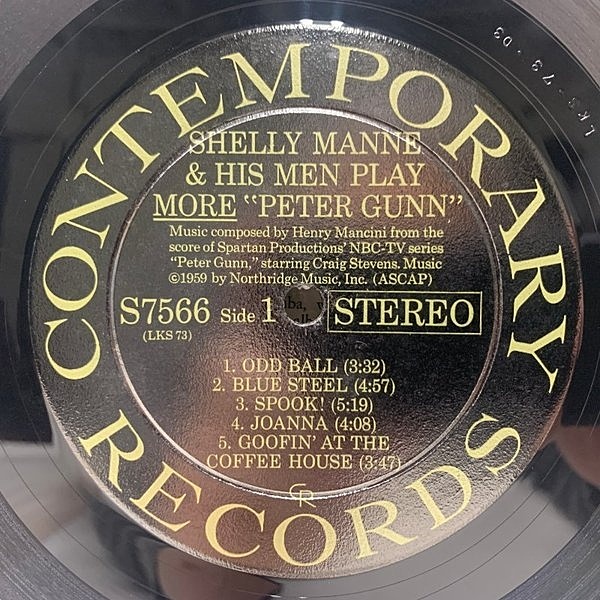 CONTEMPORARY
RECORDS
SHELLY MANNE
& HIS MEN PLAY
MORE "PETER GUNN"
Music composed by Henry Mancini from the
score of Spartan Productions' NBC-TV series
"Peter Gunn," starring Craig Stevens. Music
©1959 by Northridge Music, Inc. (ASCAP)
S7566 Side 1 STEREO
(LKS 73)
1. ODD BALL (3:32)
2. BLUE STEEL (4:57)
3. SPOOK! (5:19)
4. JOANNA (4:08)
5. GOOFIN' AT THE
COFFEE HOUSE (3:47)
CR
LKS-73-D3